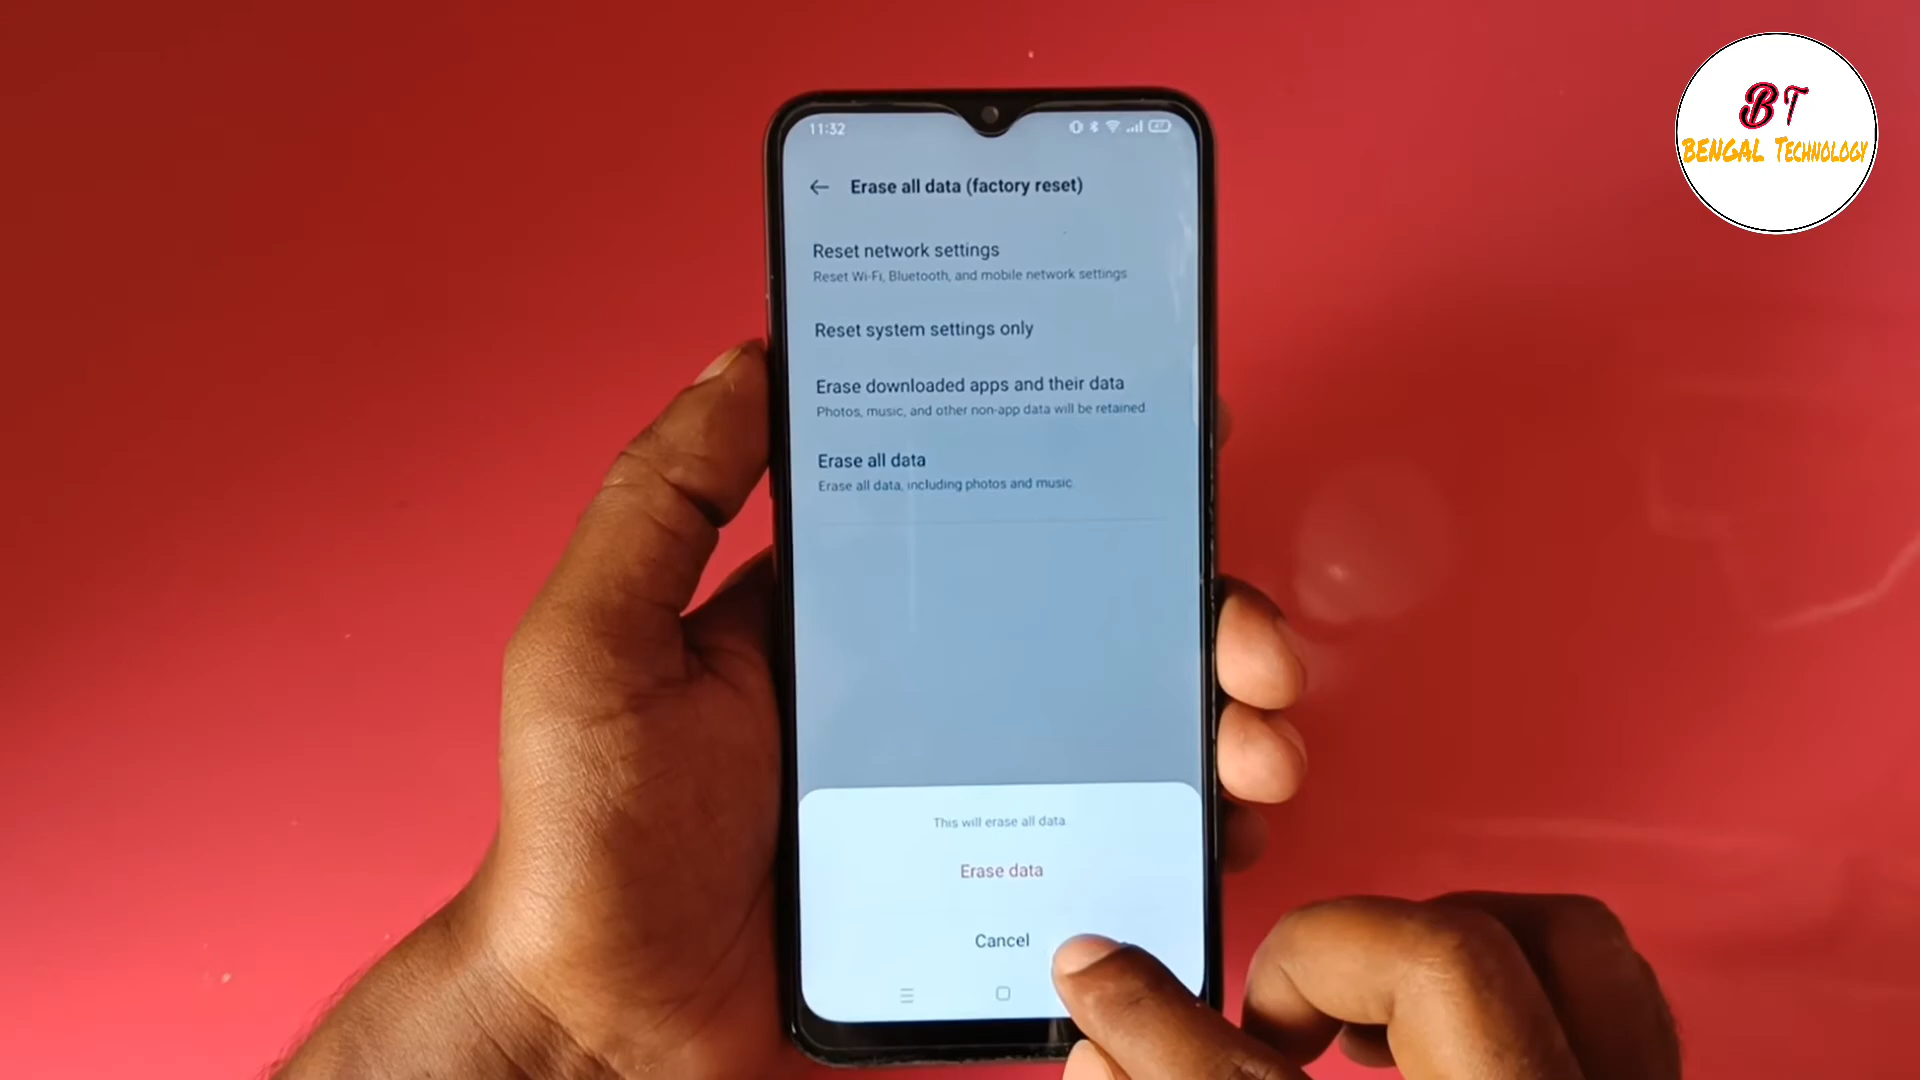 BT
BENGAL TECHNOLOGY
11:32
47
Erase all data (factory reset)
Reset network settings
Reset Wi-Fi, Bluetooth, and mobile network settings
Reset system settings only
Erase downloaded apps and their data
Photos, music, and other non-app data will be retained
Erase all data
Erase all data, including photos and music.
This will erase all data
Erase data
Cancel